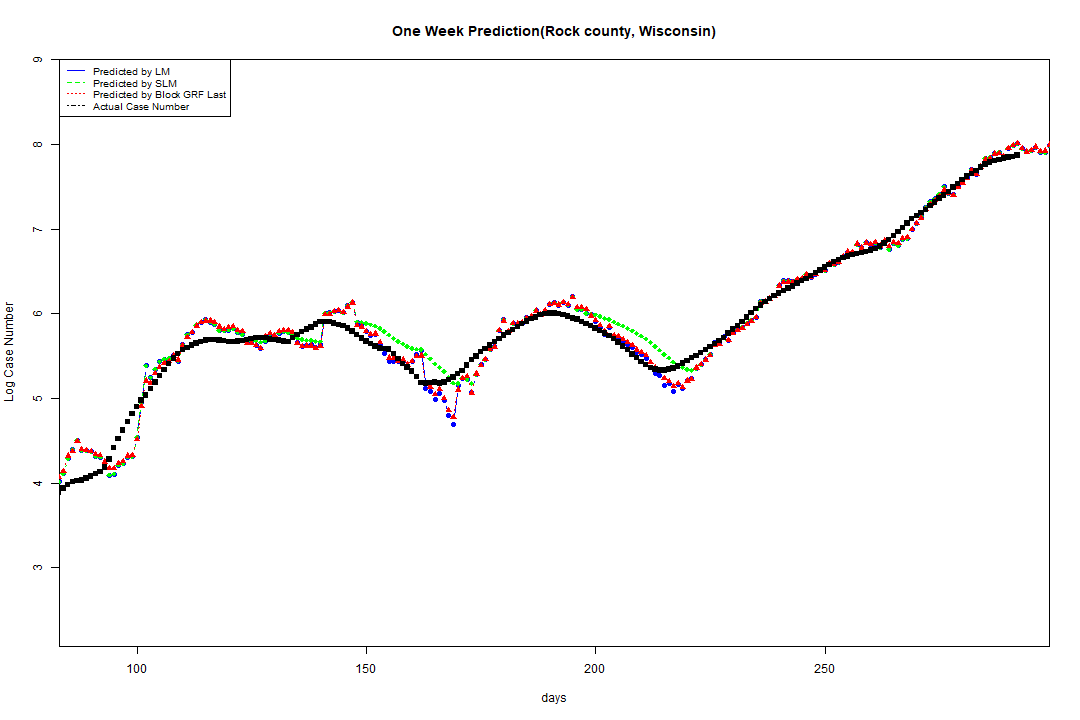 One Week Prediction(Rock county, Wisconsin)
Predicted by LM
Predicted by SLM
Predicted by Block GRF Last
Actual Case Number
Log Case Number
9
8
7
6
5
4
3
100 150 200 250
days